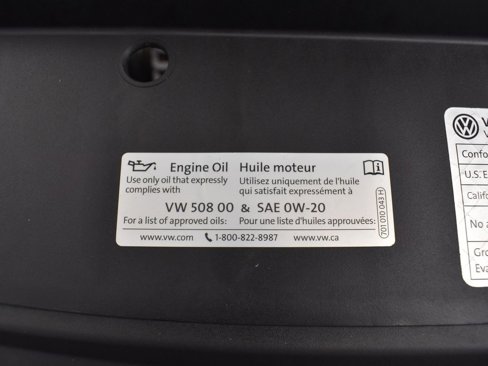 Engine Oil Huile moteur
Use only oil that expressly Utilisez uniquement de l'huile
complies with qui satisfait expressément à
VW 508 00 & SAE 0W-20
For a list of approved oils: Pour une liste d'huiles approuvées:
www.vw.com 1-800-822-8987 www.vw.ca
701 010 043 H
Confo
U.S. E
Califo
No a
Gro
Eva